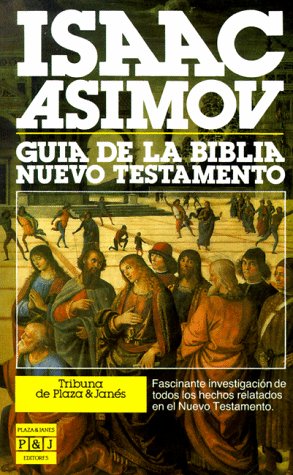 ISAAC
ASIMOV
GUIA DE LA BIBLIA
NUEVO TESTAMENTO
Tribuna
de Plaza & Janés
Fascinante investigación de
todos los hechos relatados
en el Nuevo Testamento.
PLAZA & JANES
P&J
EDITORES